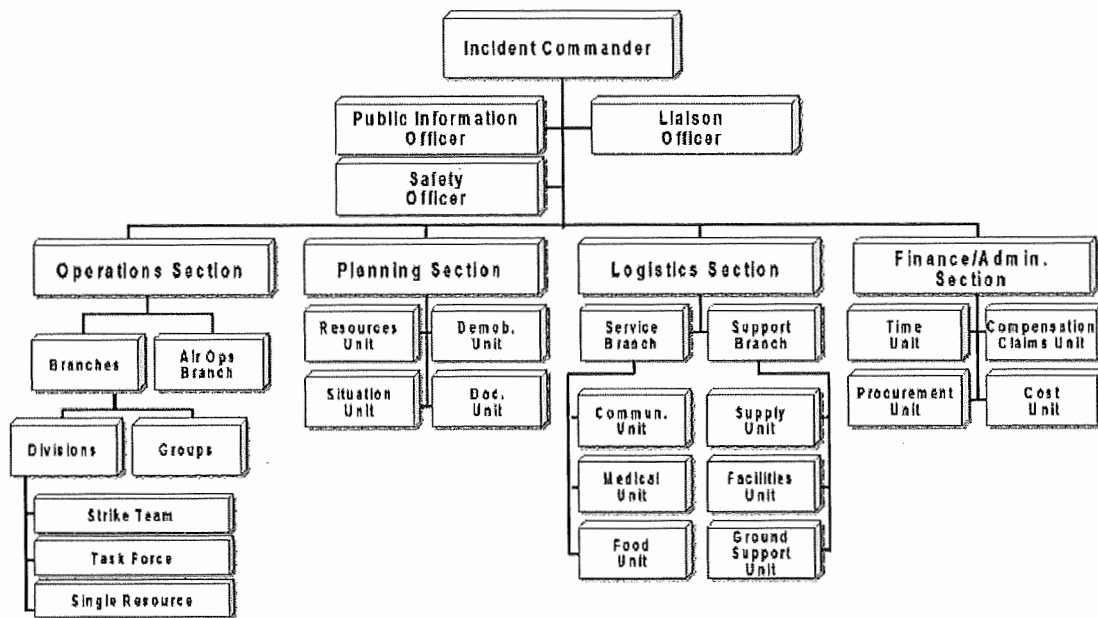 Incident Commander
Public Information
Officer
Liaison
Officer
Safety
Officer
Operations Section
Planning Section
Logistics Section
Finance/Admin.
Section
Branches
Air Ops
Branch
Divisions
Groups
Strike Team
Task Force
Single Resource
Resources
Unit
Demob.
Unit
Situation
Unit
Doc.
Unit
Service
Branch
Support
Branch
Commun.
Unit
Supply
Unit
Medical
Unit
Facilities
Unit
Food
Unit
Ground
Support
Unit
Time
Unit
Compensation
Claims Unit
Procurement
Unit
Cost
Unit